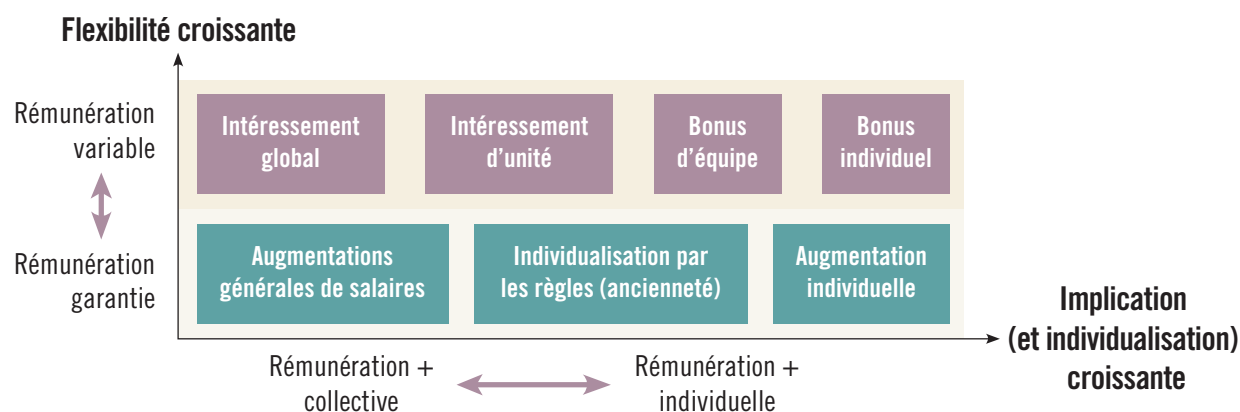 Flexibilité croissante
Rémunération
variable
Intéressement
global
Intéressement
d'unité
Bonus
d'équipe
Bonus
individuel
Rémunération
garantie
Augmentations
générales de salaires
Individualisation par
les règles (ancienneté)
Augmentation
individuelle
Implication
(et individualisation)
croissante
Rémunération +
collective
Rémunération +
individuelle